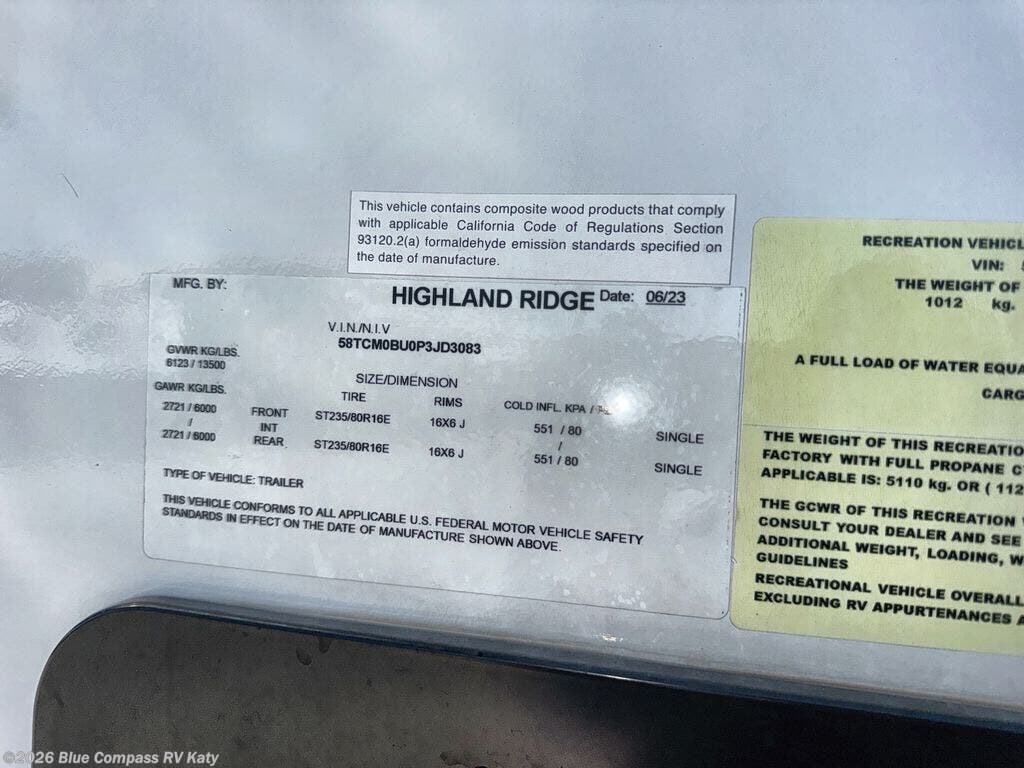 This vehicle contains composite wood products that comply
with applicable California Code of Regulations Section
93120.2(a) formaldehyde emission standards specified on
the date of manufacture.
MFG. BY:
HIGHLAND RIDGE Date: 06/23
V.I.N./N.I.V
58TCM0BU0P3JD3083
GVWR KG/LBS.
6123 / 13500
GAWR KG/LBS.
SIZE/DIMENSION
TIRE RIMS COLD INFL. KPA /
2721 / 6000 FRONT ST235/80R16E 16X6 J 551 / 80 SINGLE
/ INT /
2721 / 6000 REAR ST235/80R16E 16X6 J 551 / 80 SINGLE
TYPE OF VEHICLE: TRAILER
THIS VEHICLE CONFORMS TO ALL APPLICABLE U.S. FEDERAL MOTOR VEHICLE SAFETY
STANDARDS IN EFFECT ON THE DATE OF MANUFACTURE SHOWN ABOVE.
RECREATION VEHICL
VIN:
THE WEIGHT OF
1012 kg.
A FULL LOAD OF WATER EQUA
CARG
THE WEIGHT OF THIS RECREATIO
FACTORY WITH FULL PROPANE C
APPLICABLE IS: 5110 kg. OR ( 112
THE GCWR OF THIS RECREATION
CONSULT YOUR DEALER AND SEE
ADDITIONAL WEIGHT, LOADING, W
GUIDELINES
RECREATIONAL VEHICLE OVERALL
EXCLUDING RV APPURTENANCES A
©2026 Blue Compass RV Katy